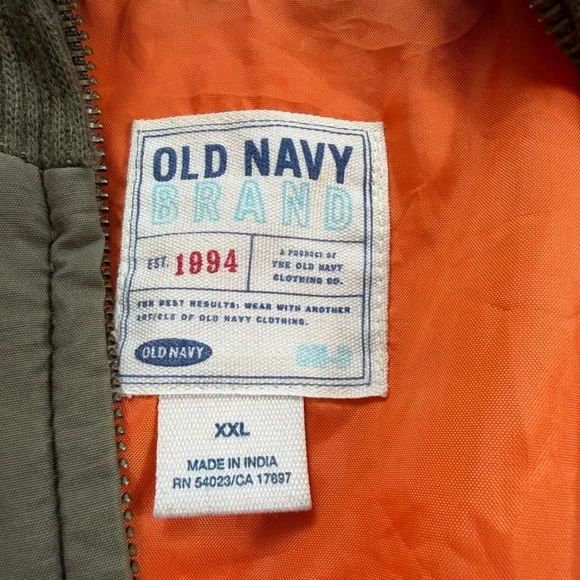 OLD NAVY
BRAND
EST. 1994
A PRODUCT OF
THE OLD NAVY
CLOTHING CO.
FOR BEST RESULTS: WEAR WITH ANOTHER
ARTICLE OF OLD NAVY CLOTHING.
OLD NAVY
XXL
MADE IN INDIA
RN 54023/CA 17897